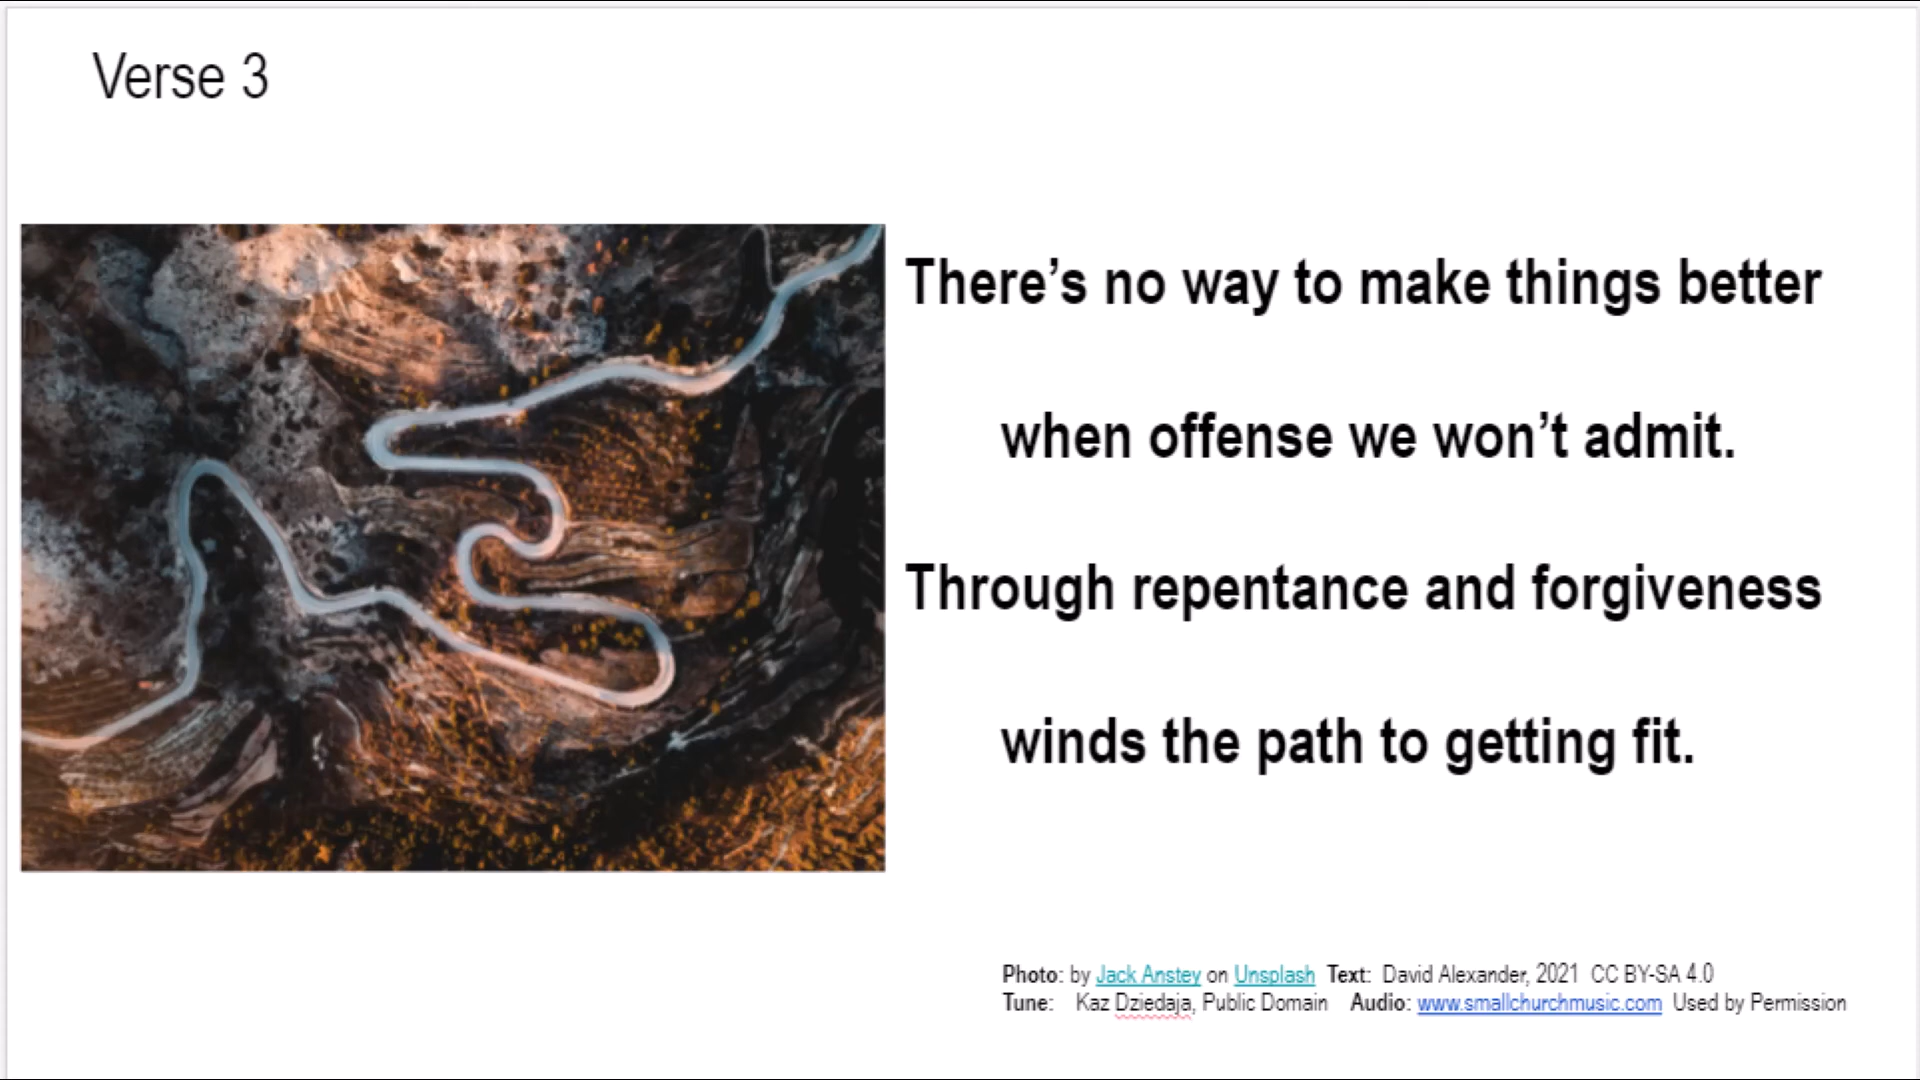 Verse 3
There’s no way to make things better
when offense we won’t admit.
Through repentance and forgiveness
winds the path to getting fit.
Photo: by Jack Anstey on Unsplash Text: David Alexander, 2021 CC BY-SA 4.0
Tune: Kaz Dziedaja, Public Domain Audio: www.smallchurchmusic.com Used by Permission